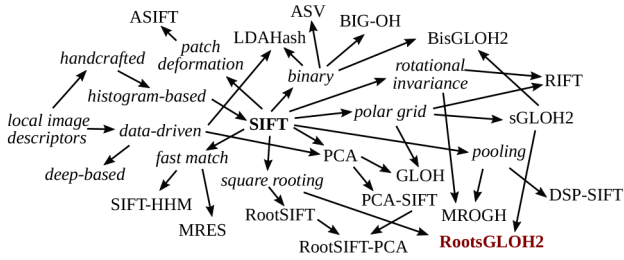 ASIFT
ASV
BIG-OH
LDAHash
BisGLOH2
handcrafted
patch
deformation
binary
rotational
invariance
RIFT
histogram-based
polar grid
sGLOH2
local image
descriptors
data-driven
SIFT
fast match
PCA
pooling
deep-based
square rooting
GLOH
SIFT-HHM
RootSIFT
PCA-SIFT
MROGH
DSP-SIFT
MRES
RootSIFT-PCA
RootsGLOH2